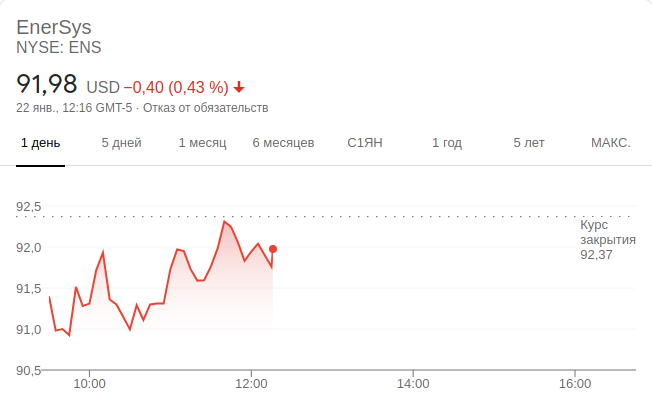 EnerSys
NYSE: ENS
91,98 USD −0,40 (0,43 %)
22 янв., 12:16 GMT-5 · Отказ от обязательств
1 день 5 дней 1 месяц 6 месяцев С1ЯН 1 год 5 лет МАКС.
92,5
Курс
закрытия
92,37
92,0
91,5
91,0
90,5
10:00 12:00 14:00 16:00